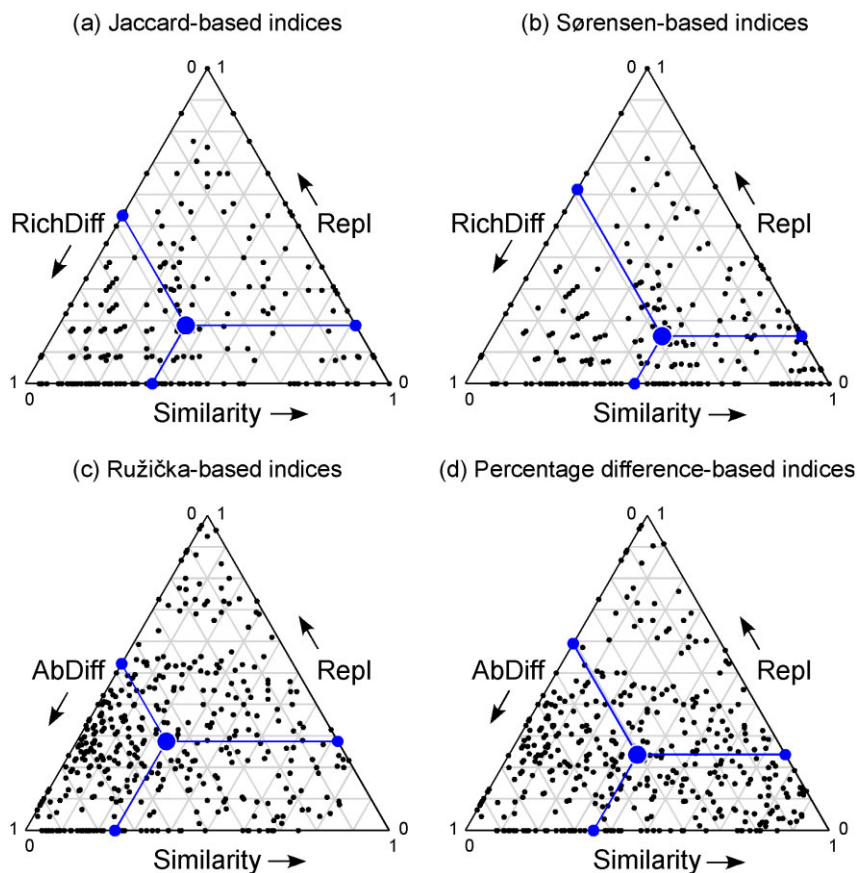 (a) Jaccard-based indices
0 1
RichDiff
Repl
1 0
0 Similarity 1
(b) Sørensen-based indices
0 1
RichDiff
Repl
1 0
0 Similarity 1
(c) Ružička-based indices
0 1
AbDiff
Repl
1 0
0 Similarity 1
(d) Percentage difference-based indices
0 1
AbDiff
Repl
1 0
0 Similarity 1